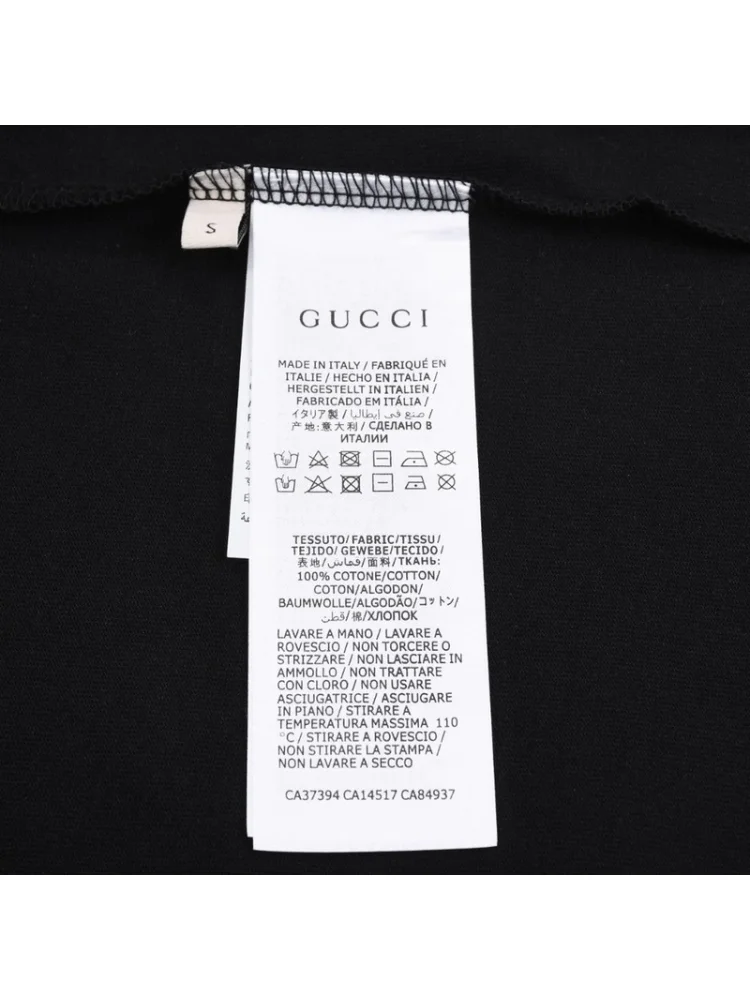 S
GUCCI
MADE IN ITALY / FABRIQUÉ EN
ITALIE / HECHO EN ITALIA /
HERGESTELLT IN ITALIEN /
FABRICADO EM ITÁLIA /
イタリア製 / صنع في إيطاليا /
产地:意大利 / СДЕЛАНО В
ИТАЛИИ
TESSUTO/ FABRIC/TISSU/
TEJIDO/ GEWEBE/TECIDO/
表地/قماش/面料/ТКАНЬ:
100% COTONE/COTTON/
COTON/ALGODON/
BAUMWOLLE/ALGODÃO/コットン/
قطن/棉/ХЛОПОК
LAVARE A MANO / LAVARE A
ROVESCIO / NON TORCERE O
STRIZZARE / NON LASCIARE IN
AMMOLLO / NON TRATTARE
CON CLORO / NON USARE
ASCIUGATRICE / ASCIUGARE
IN PIANO / STIRARE A
TEMPERATURA MASSIMA 110
°C / STIRARE A ROVESCIO /
NON STIRARE LA STAMPA /
NON LAVARE A SECCO
CA37394 CA14517 CA84937